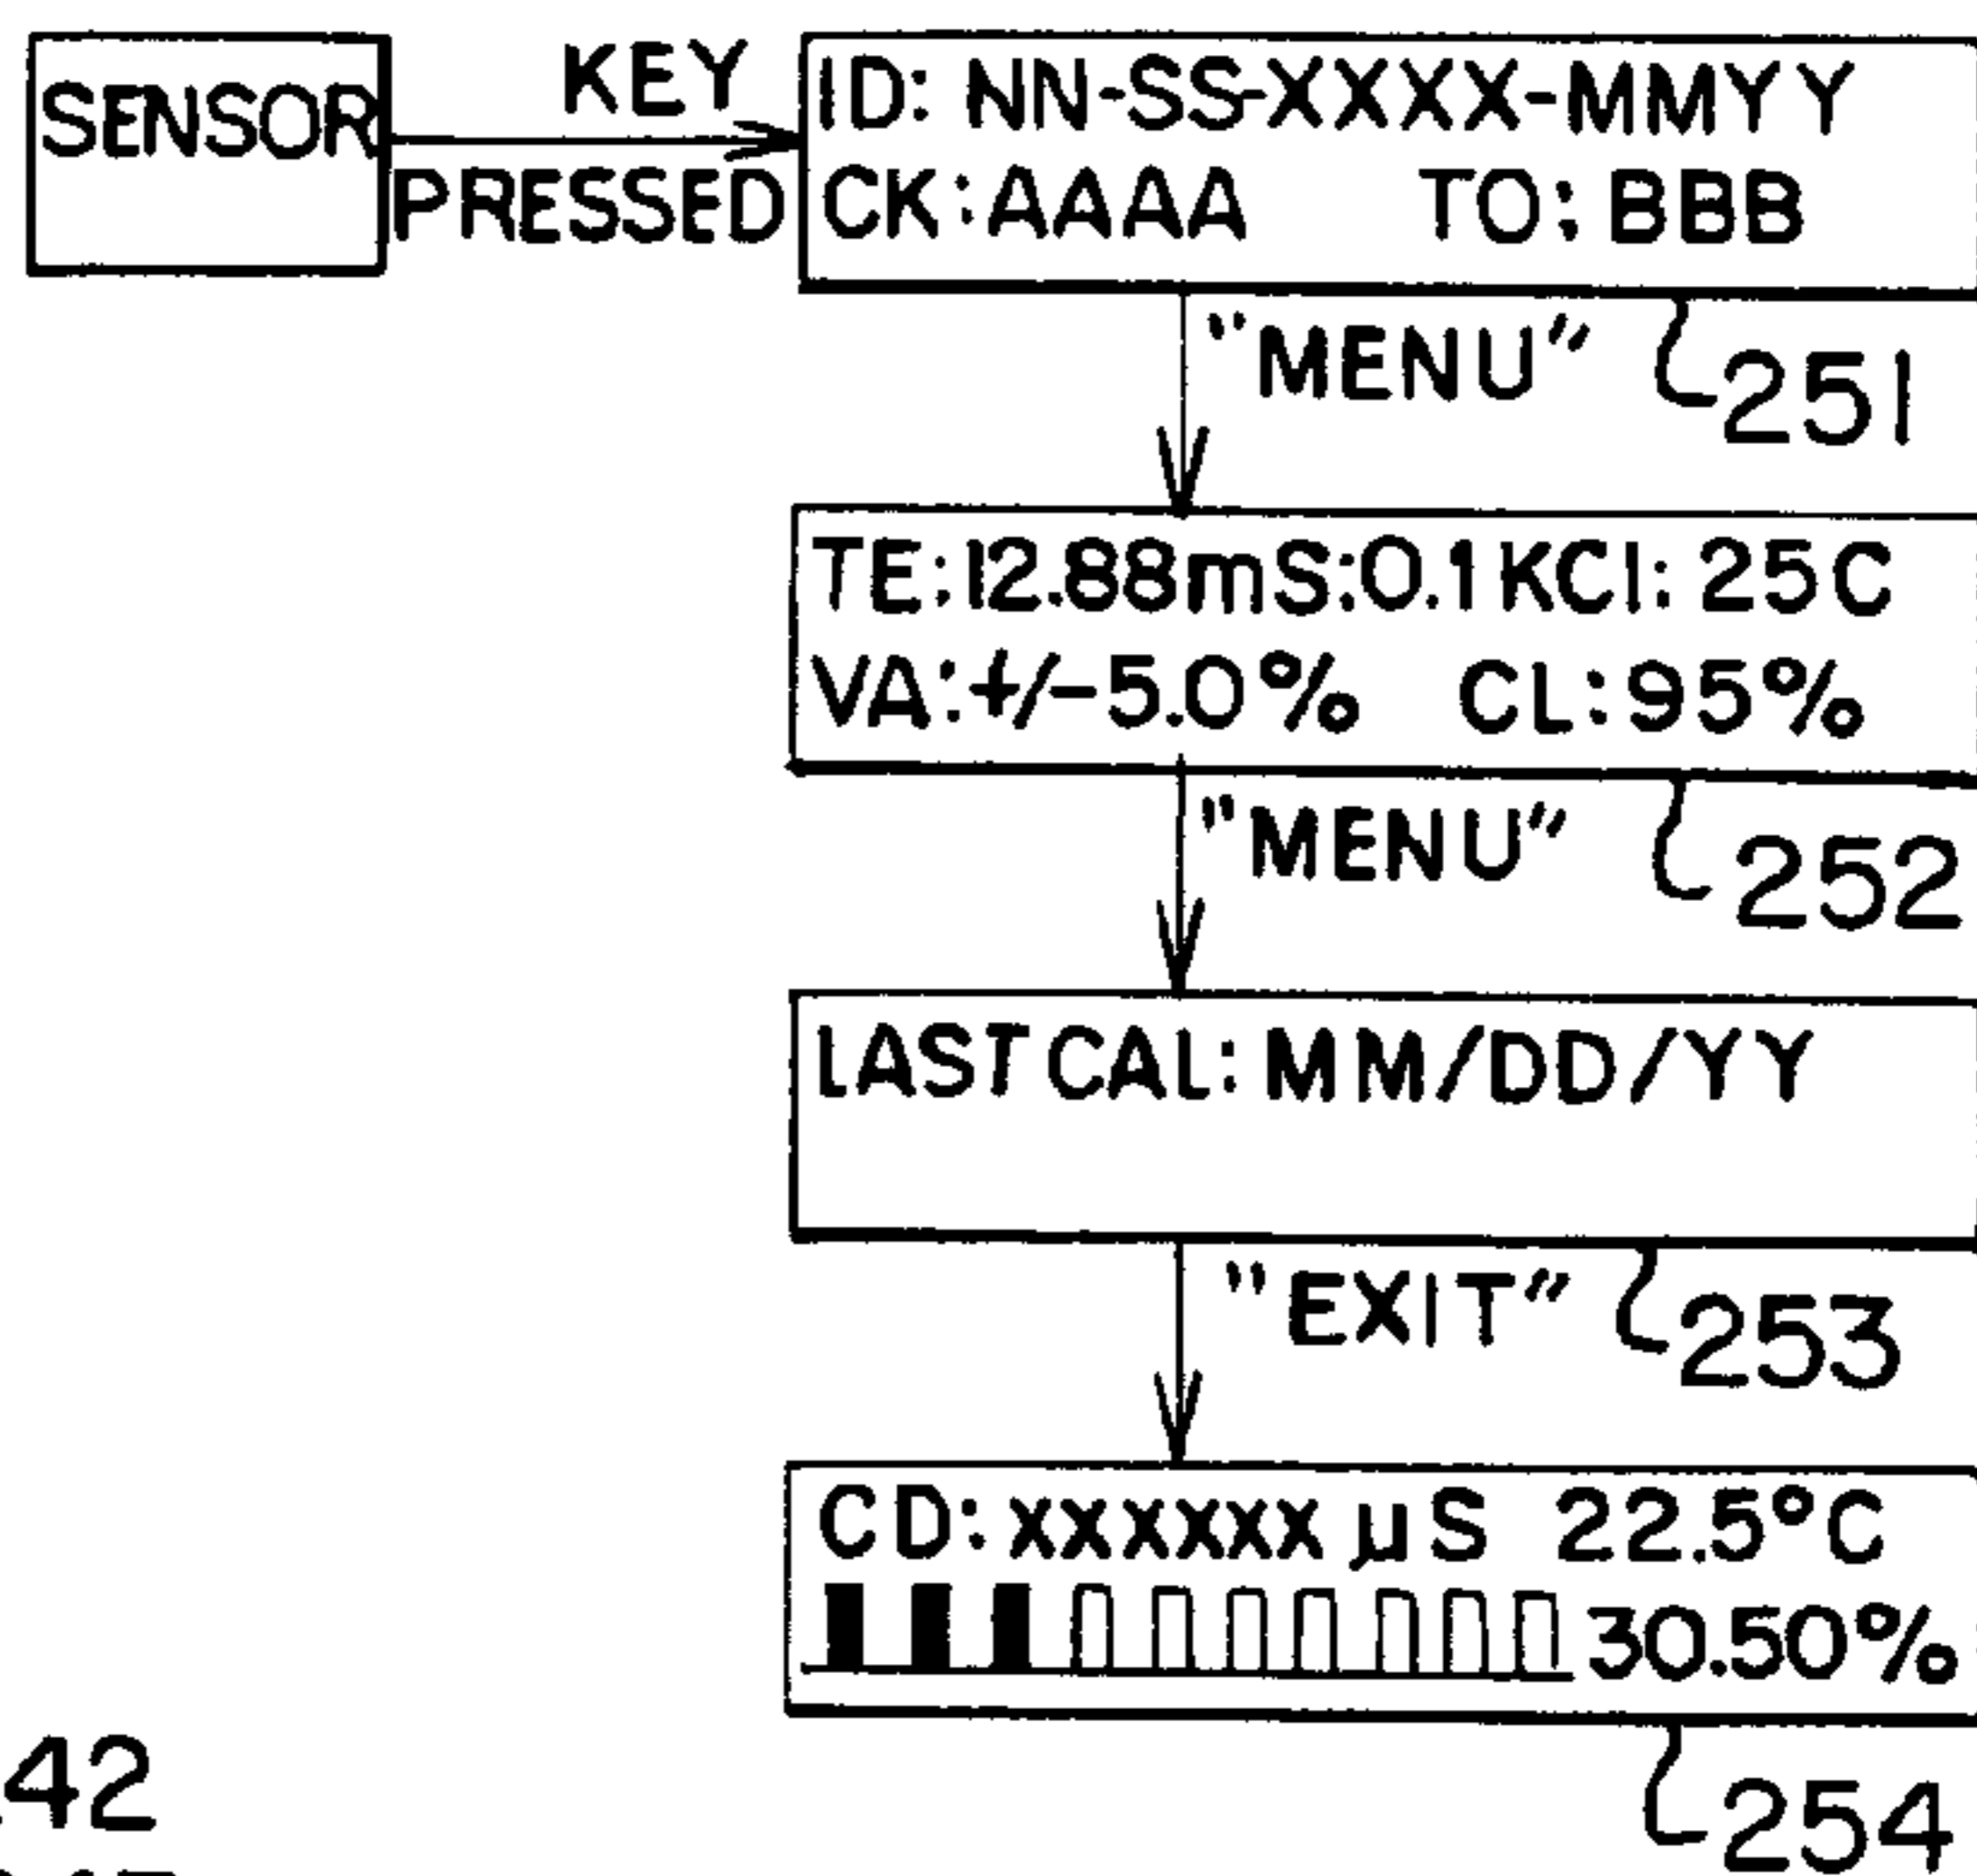 SENSOR
KEY
PRESSED
ID: NN-SS-XXXX-MMYY
CK:AAAA TO:BBB
"MENU"
251
TE:12.88mS:0.1KCl:25C
VA:+/-5.0% CL:95%
"MENU"
252
LAST CAL:MM/DD/YY
"EXIT"
253
CD:xxxxxx µS 22.5°C
30.50%
254
42